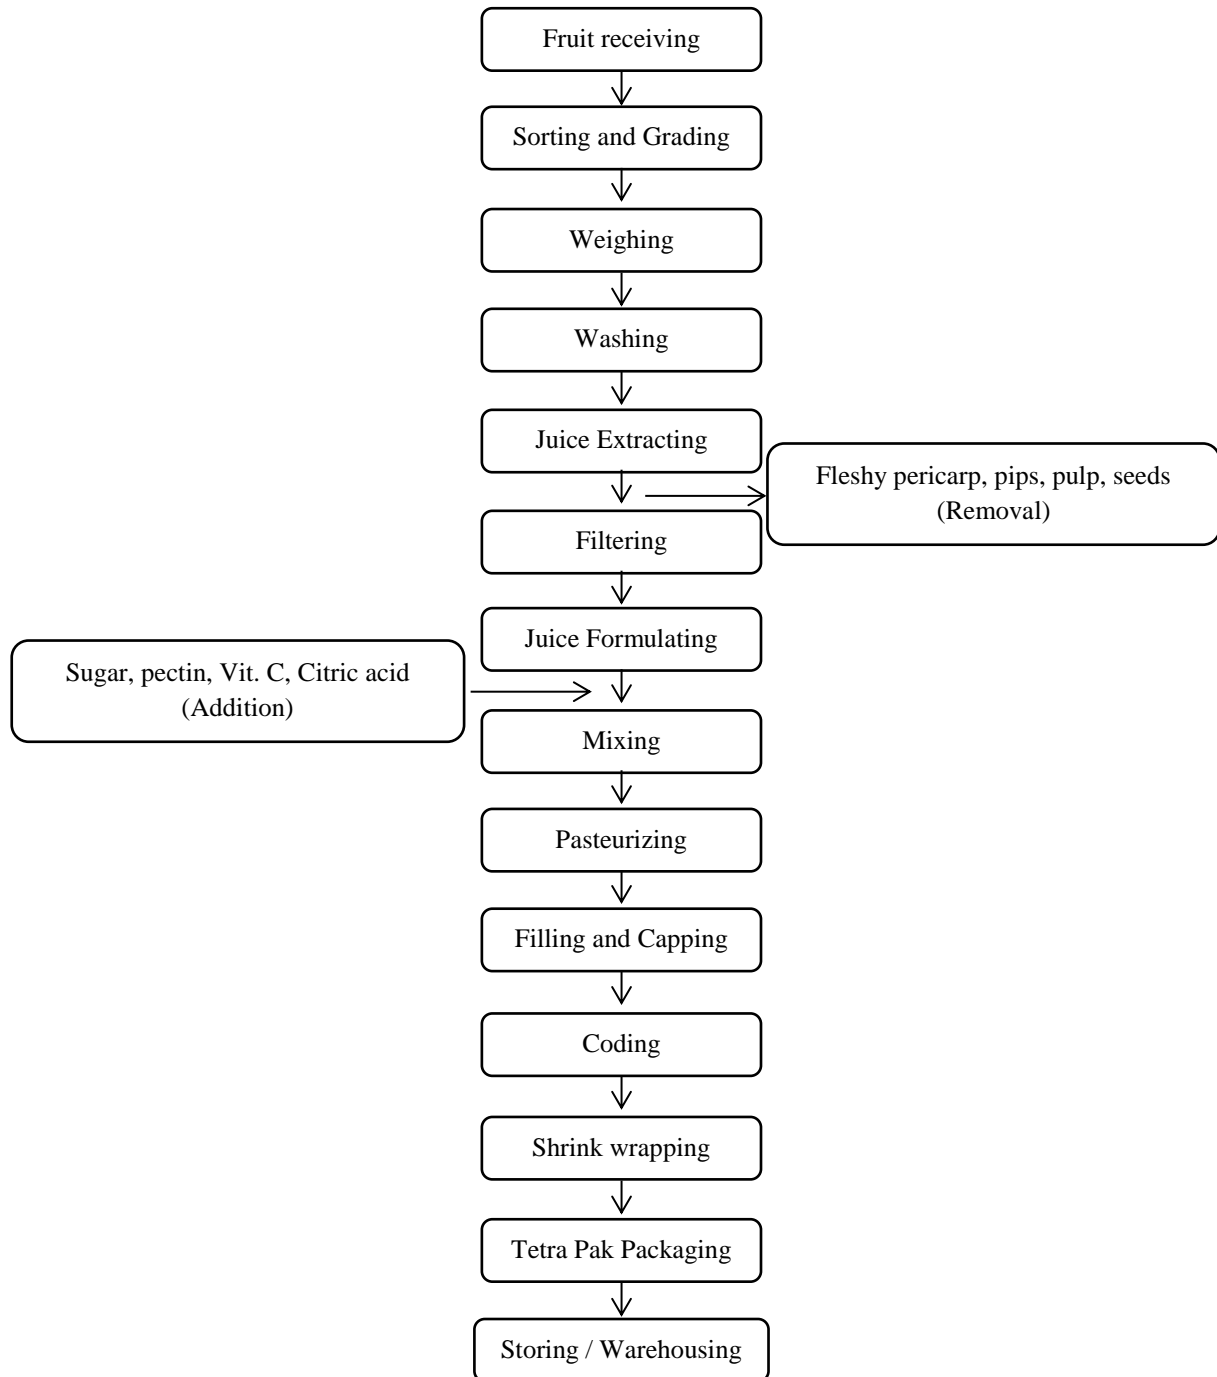 Fruit receiving
Sorting and Grading
Weighing
Washing
Juice Extracting
Fleshy pericarp, pips, pulp, seeds
(Removal)
Filtering
Juice Formulating
Sugar, pectin, Vit. C, Citric acid
(Addition)
Mixing
Pasteurizing
Filling and Capping
Coding
Shrink wrapping
Tetra Pak Packaging
Storing / Warehousing